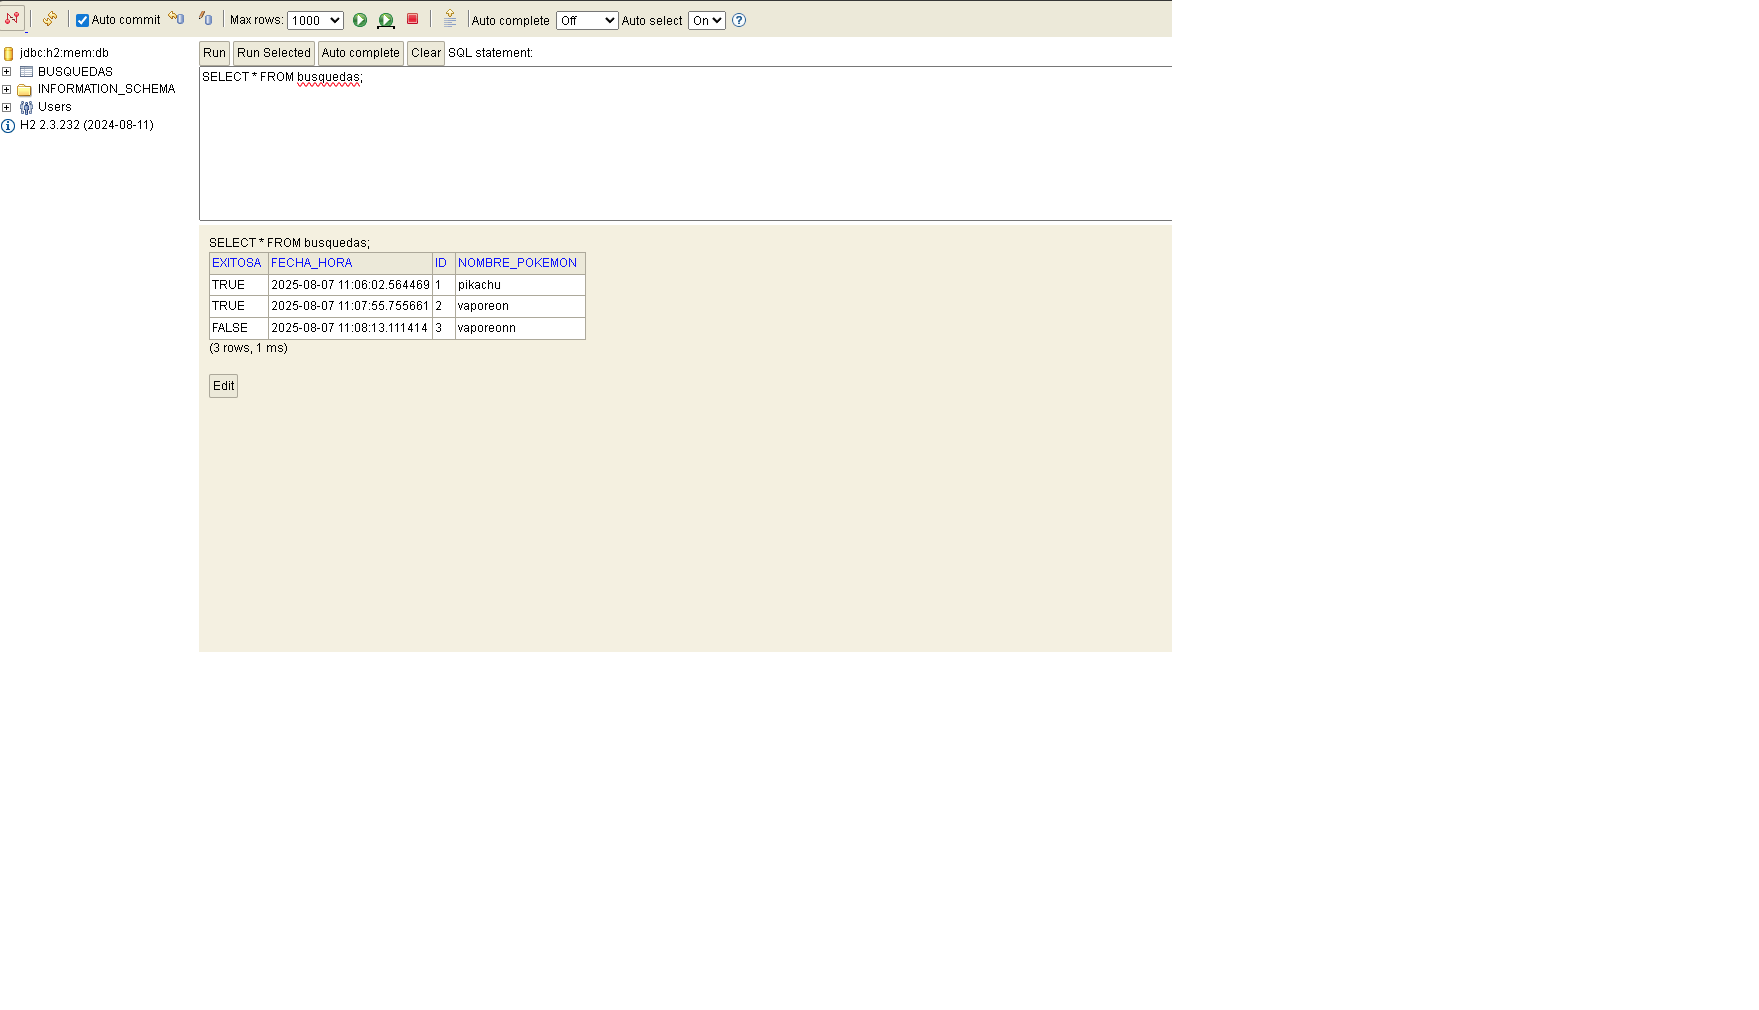 Auto commit Max rows: 1000 Auto complete Off Auto select On ?
jdbc:h2:mem:db
BUSQUEDAS
INFORMATION_SCHEMA
Users
H2 2.3.232 (2024-08-11)
Run Run Selected Auto complete Clear SQL statement:
SELECT * FROM busquedas;
SELECT * FROM busquedas;
EXITOSA FECHA_HORA ID NOMBRE_POKEMON
TRUE 2025-08-07 11:06:02.564469 1 pikachu
TRUE 2025-08-07 11:07:55.755661 2 vaporeon
FALSE 2025-08-07 11:08:13.111414 3 vaporeonn
(3 rows, 1 ms)
Edit